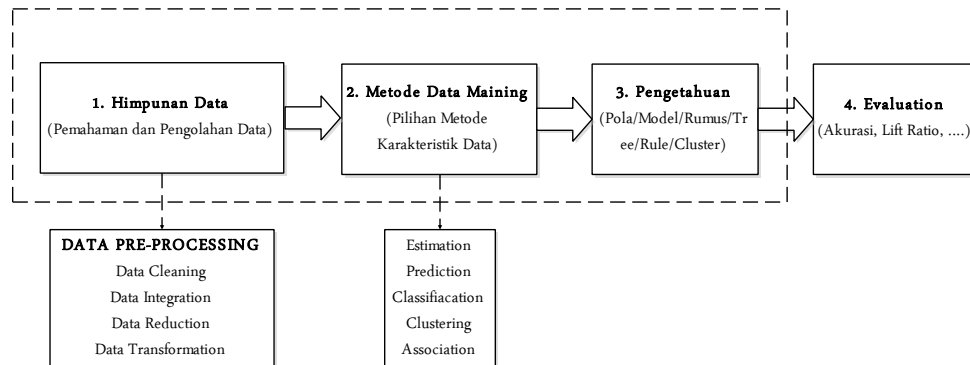 1. Himpunan Data
(Pemahaman dan Pengolahan Data)
2. Metode Data Maining
(Pilihan Metode
Karakteristik Data)
3. Pengetahuan
(Pola/Model/Rumus/Tr
ee/Rule/Cluster)
4. Evaluation
(Akurasi, Lift Ratio, ....)
DATA PRE-PROCESSING
Data Cleaning
Data Integration
Data Reduction
Data Transformation
Estimation
Prediction
Classifiacation
Clustering
Association